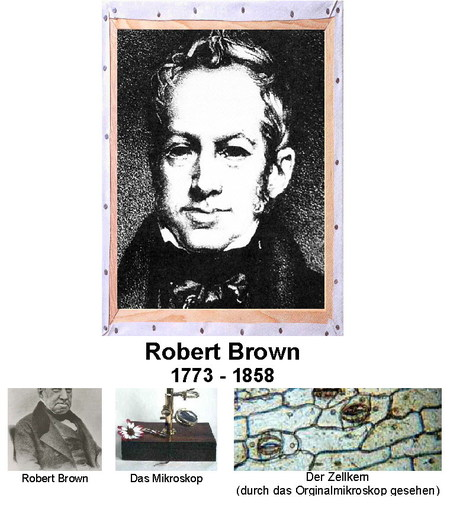 Robert Brown
1773 - 1858
Robert Brown
Das Mikroskop
Der Zellkern
(durch das Orginalmikroskop gesehen)